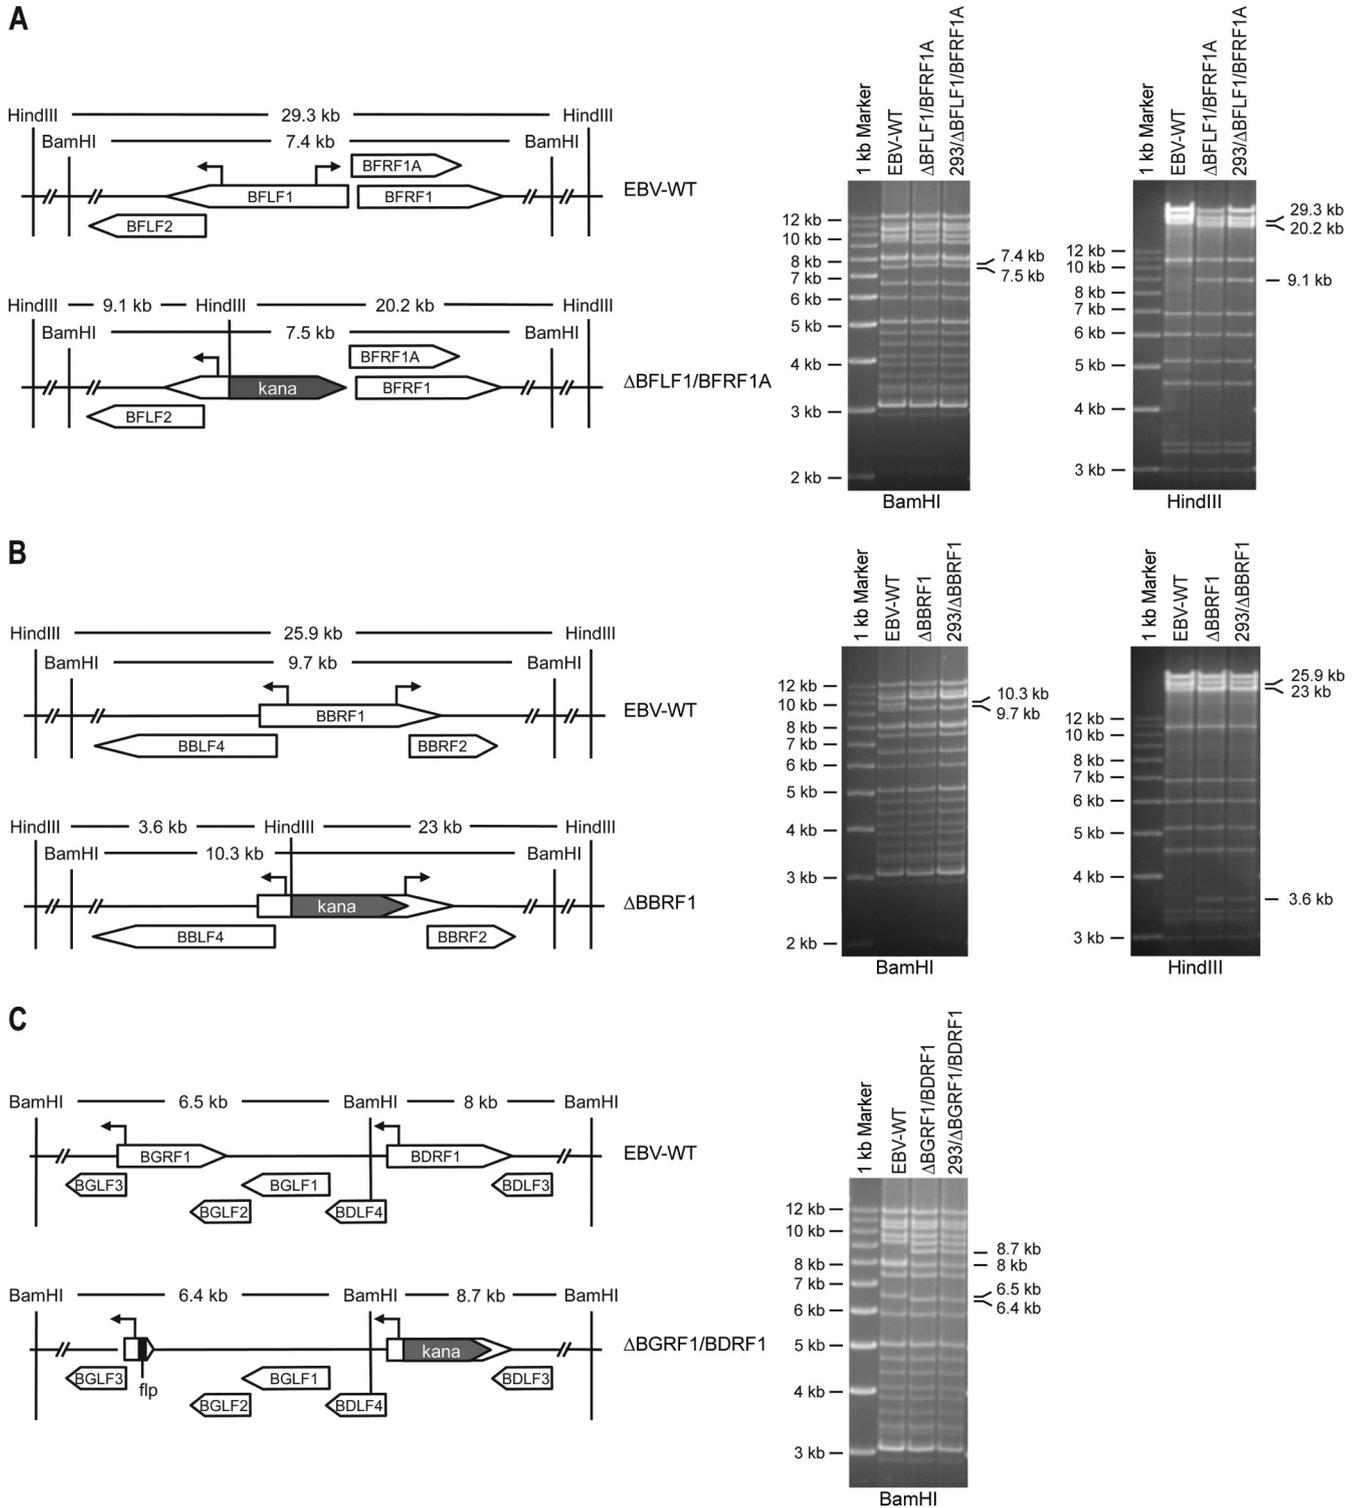 A
HindIII 29.3 kb HindIII
BamHI 7.4 kb BamHI
BFRF1A
BFLF1 BFRF1
BFLF2
EBV-WT
HindIII 9.1 kb HindIII 20.2 kb HindIII
BamHI 7.5 kb BamHI
BFRF1A
kana BFRF1
BFLF2
ΔBFLF1/BFRF1A
1 kb Marker
EBV-WT
ΔBFLF1/BFRF1A
293/ΔBFLF1/BFRF1A
12 kb
10 kb
8 kb
7 kb
6 kb
5 kb
4 kb
3 kb
2 kb
7.4 kb
7.5 kb
BamHI
1 kb Marker
EBV-WT
ΔBFLF1/BFRF1A
293/ΔBFLF1/BFRF1A
12 kb
10 kb
8 kb
7 kb
6 kb
5 kb
4 kb
3 kb
29.3 kb
20.2 kb
9.1 kb
HindIII
B
HindIII 25.9 kb HindIII
BamHI 9.7 kb BamHI
BBRF1
BBLF4 BBRF2
EBV-WT
HindIII 3.6 kb HindIII 23 kb HindIII
BamHI 10.3 kb BamHI
kana
BBLF4 BBRF2
ΔBBRF1
1 kb Marker
EBV-WT
ΔBBRF1
293/ΔBBRF1
12 kb
10 kb
8 kb
7 kb
6 kb
5 kb
4 kb
3 kb
2 kb
10.3 kb
9.7 kb
BamHI
1 kb Marker
EBV-WT
ΔBBRF1
293/ΔBBRF1
12 kb
10 kb
8 kb
7 kb
6 kb
5 kb
4 kb
3 kb
25.9 kb
23 kb
3.6 kb
HindIII
C
BamHI 6.5 kb BamHI 8 kb BamHI
BGRF1 BDRF1
BGLF3 BGLF1 BDLF3
BGLF2 BDLF4
EBV-WT
BamHI 6.4 kb BamHI 8.7 kb BamHI
kana
BGLF3 flp BGLF1 BDLF3
BGLF2 BDLF4
ΔBGRF1/BDRF1
1 kb Marker
EBV-WT
ΔBGRF1/BDRF1
293/ΔBGRF1/BDRF1
12 kb
10 kb
8 kb
7 kb
6 kb
5 kb
4 kb
3 kb
8.7 kb
8 kb
6.5 kb
6.4 kb
BamHI